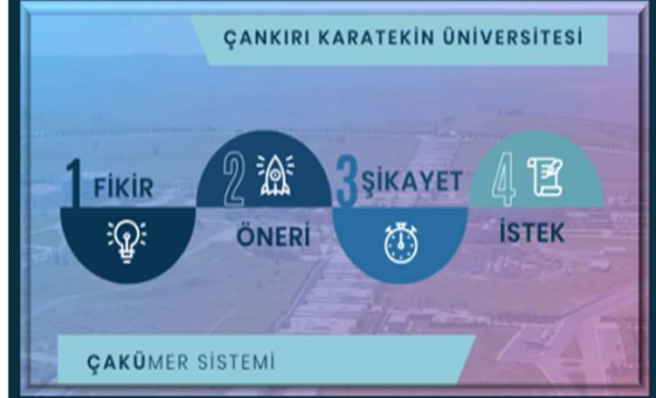 ÇANKIRI KARATEKİN ÜNİVERSİTESİ
1 FİKİR
2 ÖNERİ
3 ŞİKAYET
4 İSTEK
ÇAKÜMER SİSTEMİ